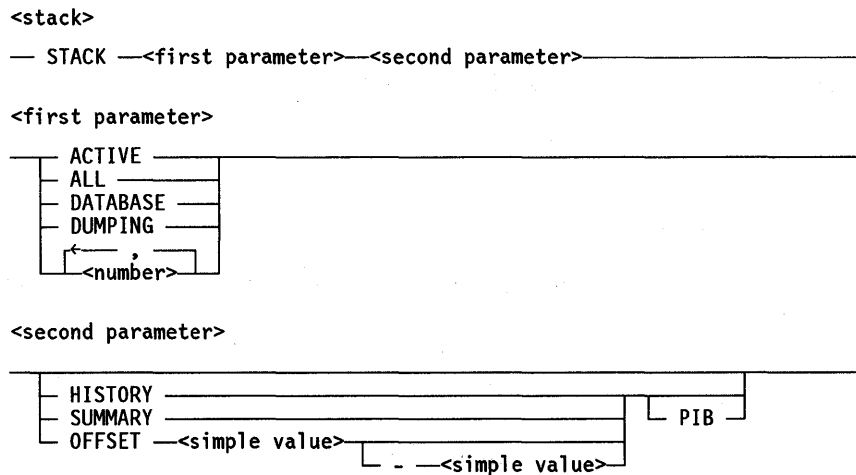 <stack>
STACK <first parameter> <second parameter>
<first parameter>
ACTIVE
ALL
DATABASE
DUMPING
,
<number>
<second parameter>
HISTORY
SUMMARY
PIB
OFFSET <simple value>
- <simple value>